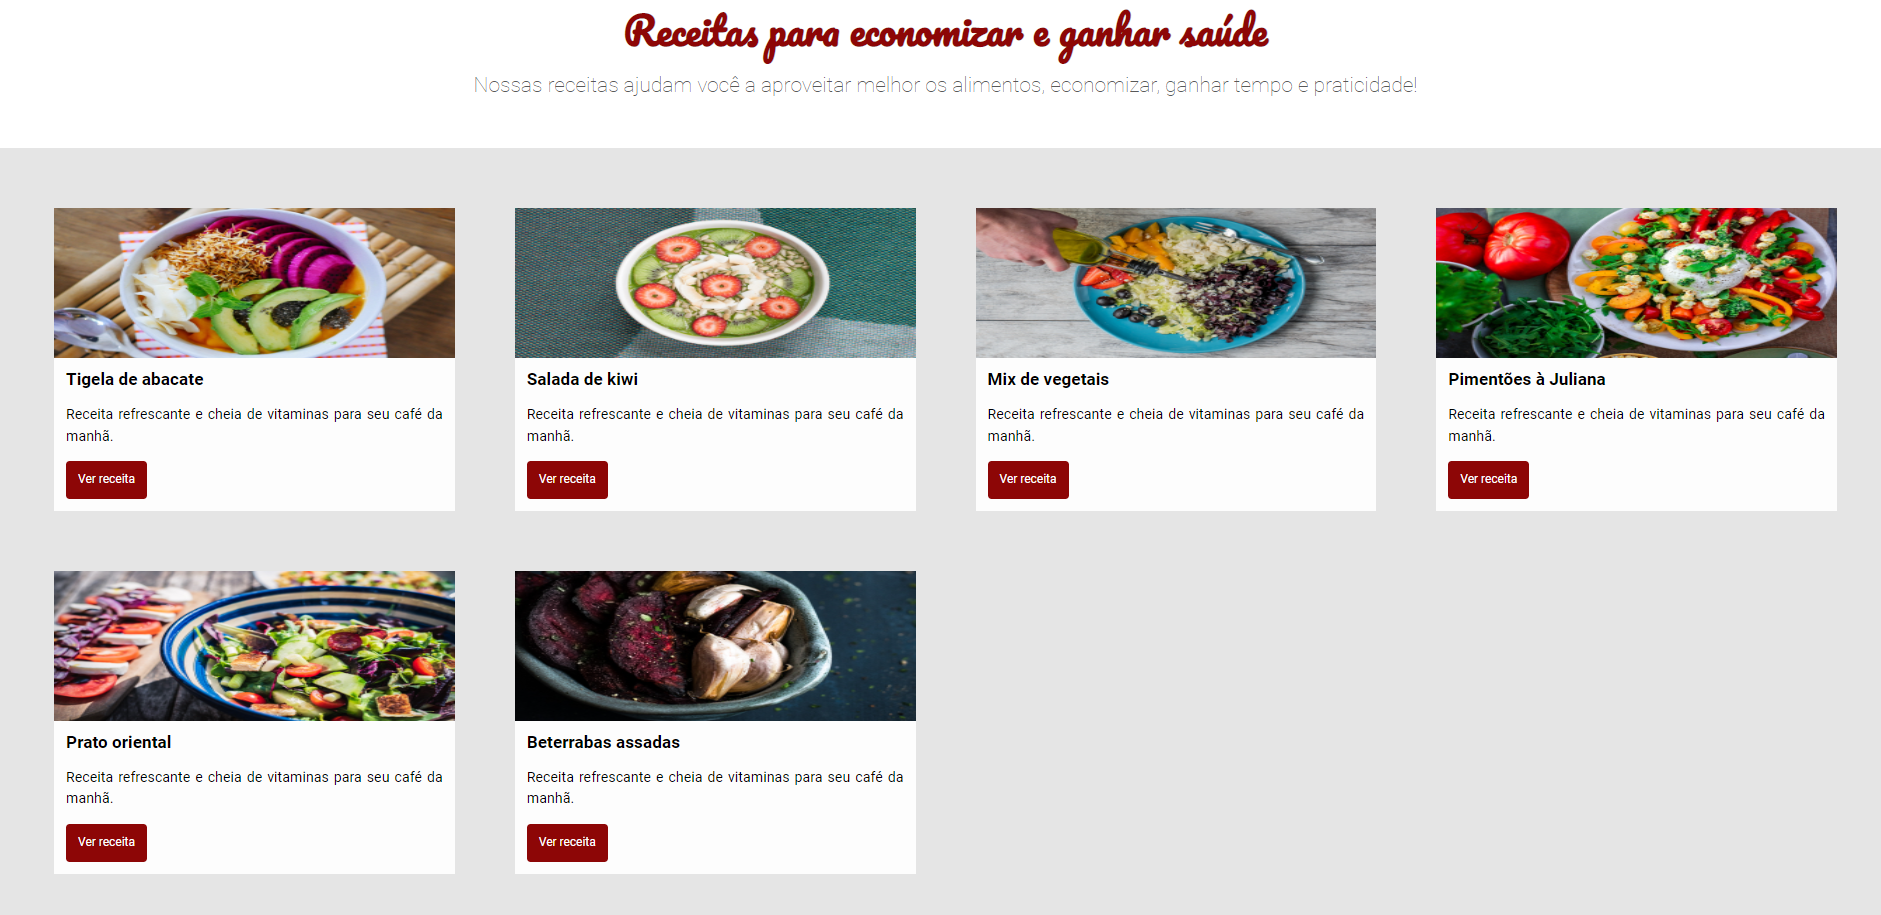 Receitas para economizar e ganhar saúde
Nossas receitas ajudam você a aproveitar melhor os alimentos, economizar, ganhar tempo e praticidade!
Tigela de abacate
Receita refrescante e cheia de vitaminas para seu café da
manhã.
Ver receita
Salada de kiwi
Receita refrescante e cheia de vitaminas para seu café da
manhã.
Ver receita
Mix de vegetais
Receita refrescante e cheia de vitaminas para seu café da
manhã.
Ver receita
Pimentões à Juliana
Receita refrescante e cheia de vitaminas para seu café da
manhã.
Ver receita
Prato oriental
Receita refrescante e cheia de vitaminas para seu café da
manhã.
Ver receita
Beterrabas assadas
Receita refrescante e cheia de vitaminas para seu café da
manhã.
Ver receita